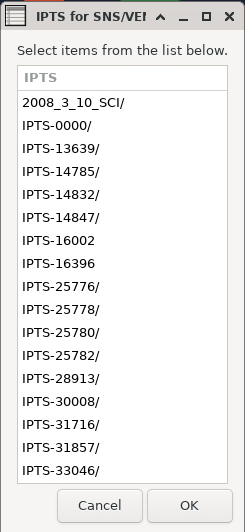 IPTS for SNS/VEN
Select items from the list below.
IPTS
2008_3_10_SCI/
IPTS-0000/
IPTS-13639/
IPTS-14785/
IPTS-14832/
IPTS-14847/
IPTS-16002
IPTS-16396
IPTS-25776/
IPTS-25778/
IPTS-25780/
IPTS-25782/
IPTS-28913/
IPTS-30008/
IPTS-31716/
IPTS-31857/
IPTS-33046/
Cancel OK